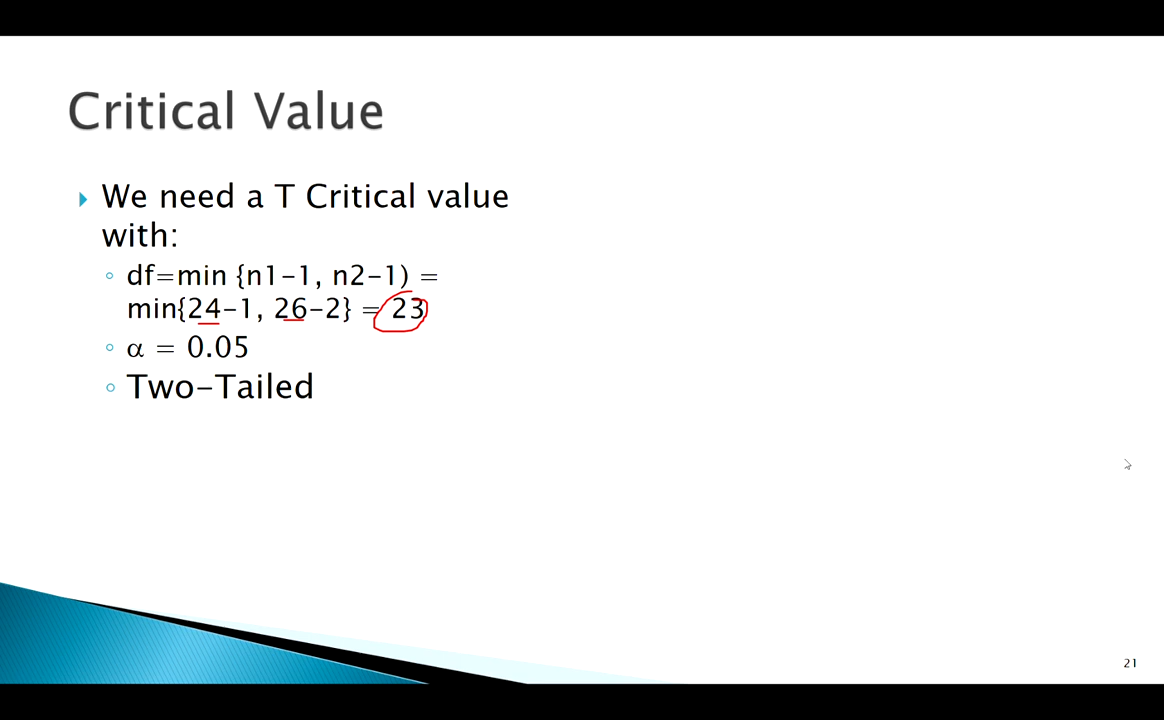 Critical Value
We need a T Critical value
with:
df=min {n1-1, n2-1) =
min{24-1, 26-2} = 23
α = 0.05
Two-Tailed
21